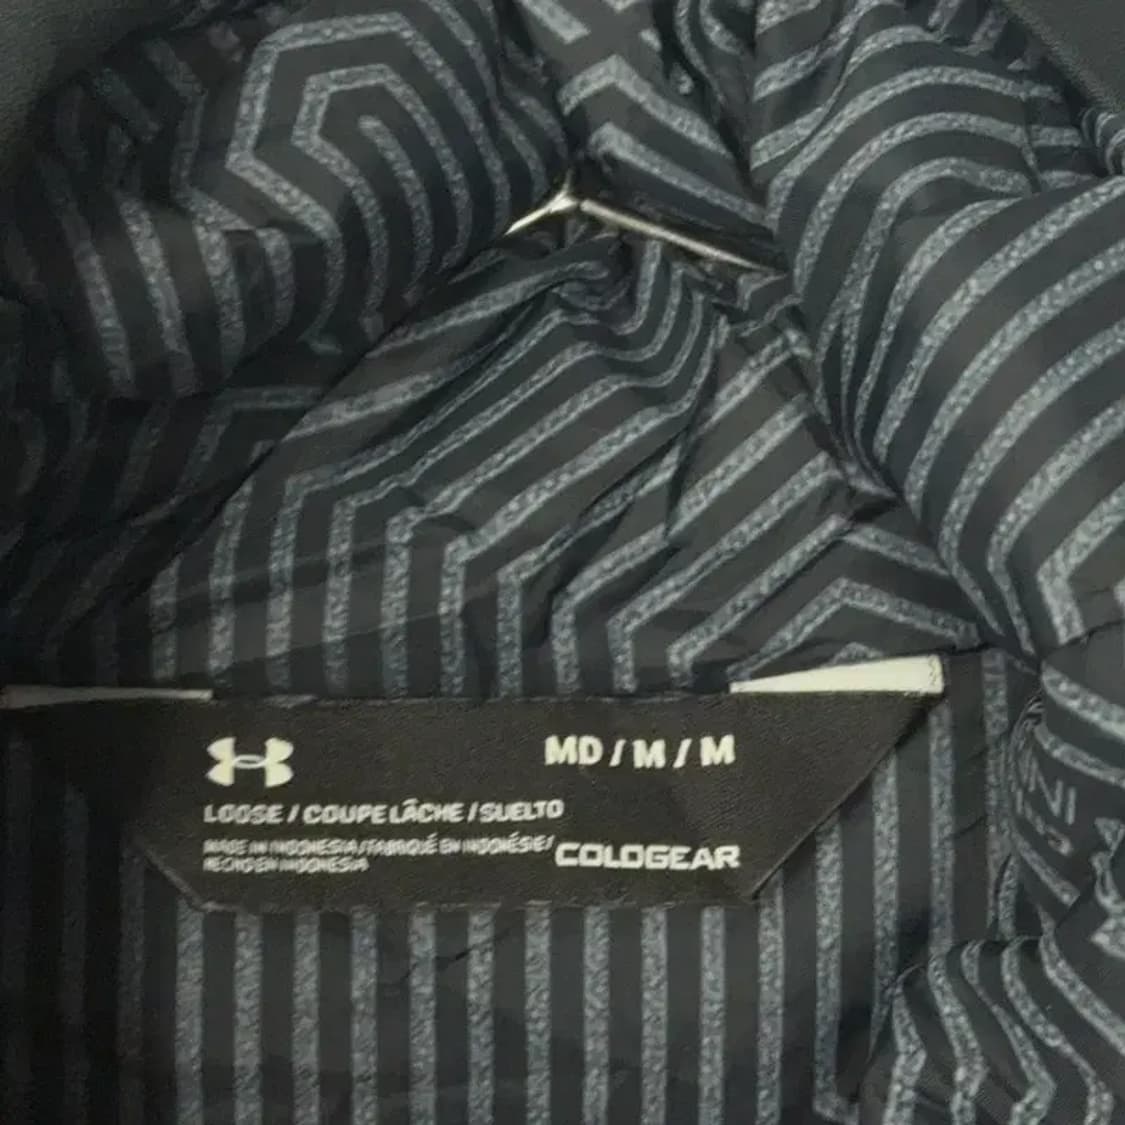 MD / M / M
LOOSE / COUPE LÂCHE / SUELTO
MADE IN INDONESIA / FABRIQUÉ EN INDONÉSIE /
HECHO EN INDONESIA
COLDGEAR